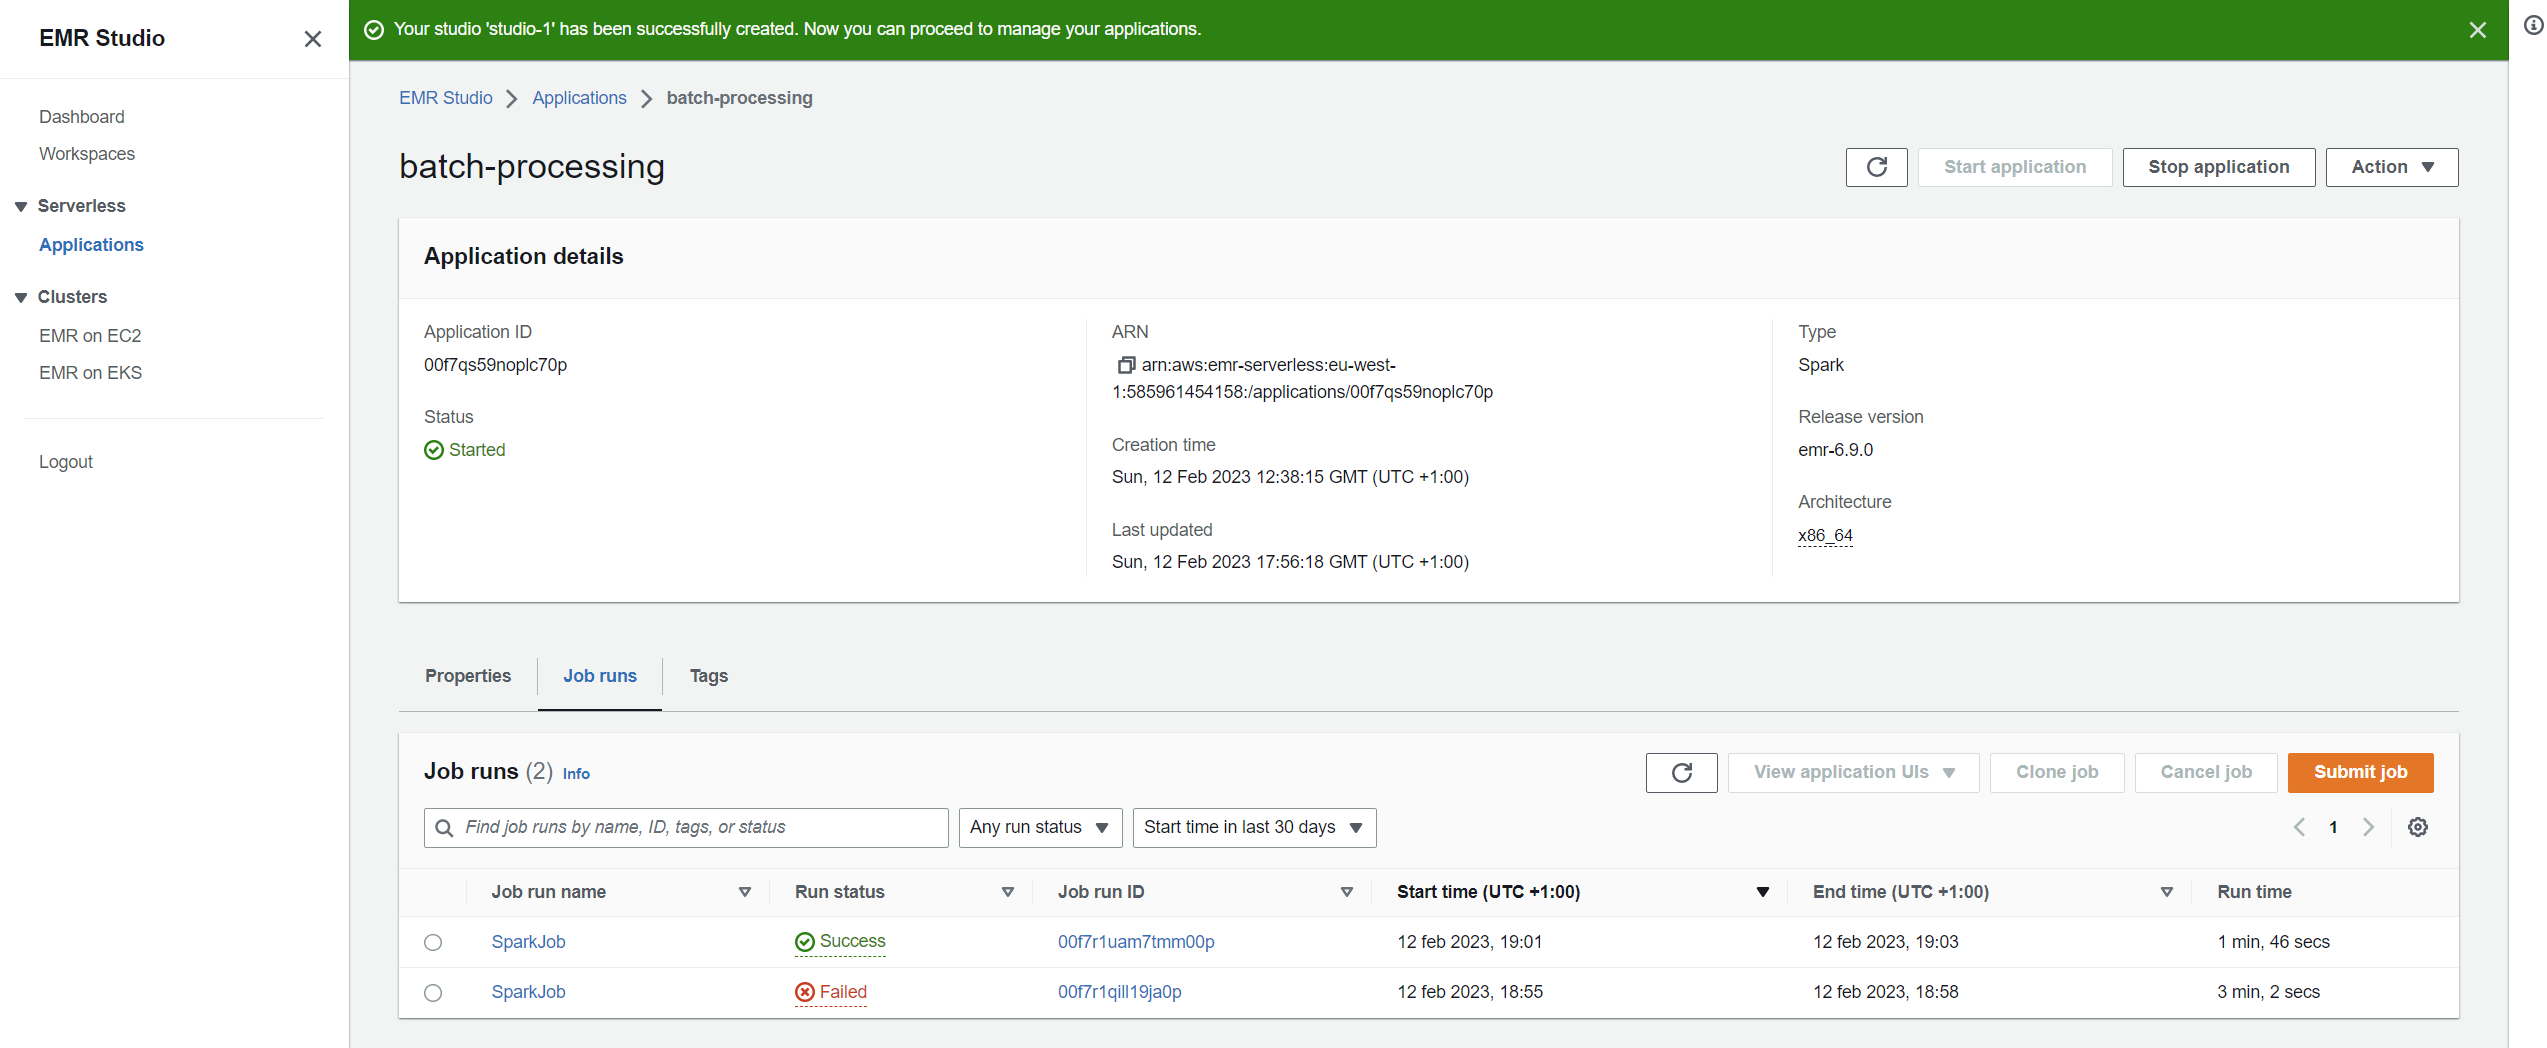 EMR Studio
Dashboard
Workspaces
Serverless
Applications
Clusters
EMR on EC2
EMR on EKS
Logout
Your studio 'studio-1' has been successfully created. Now you can proceed to manage your applications.
EMR Studio Applications batch-processing
batch-processing
Start application Stop application Action
Application details
Application ID
00f7qs59noplc70p
Status
Started
ARN
arn:aws:emr-serverless:eu-west-
1:585961454158:/applications/00f7qs59noplc70p
Creation time
Sun, 12 Feb 2023 12:38:15 GMT (UTC +1:00)
Last updated
Sun, 12 Feb 2023 17:56:18 GMT (UTC +1:00)
Type
Spark
Release version
emr-6.9.0
Architecture
x86_64
Properties Job runs Tags
Job runs (2) Info
View application UIs Clone job Cancel job Submit job
Find job runs by name, ID, tags, or status Any run status Start time in last 30 days 1
Job run name Run status Job run ID Start time (UTC +1:00) End time (UTC +1:00) Run time
SparkJob Success 00f7r1uam7tmm00p 12 feb 2023, 19:01 12 feb 2023, 19:03 1 min, 46 secs
SparkJob Failed 00f7r1qill19ja0p 12 feb 2023, 18:55 12 feb 2023, 18:58 3 min, 2 secs